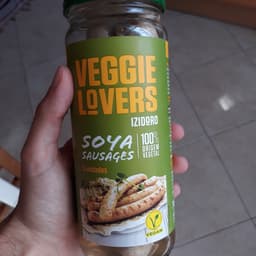 VEGGIE
LOVERS
IZIDORO
SOYA
SAUSAGES
100%
ORIGEM
VEGETAL
VEGAN